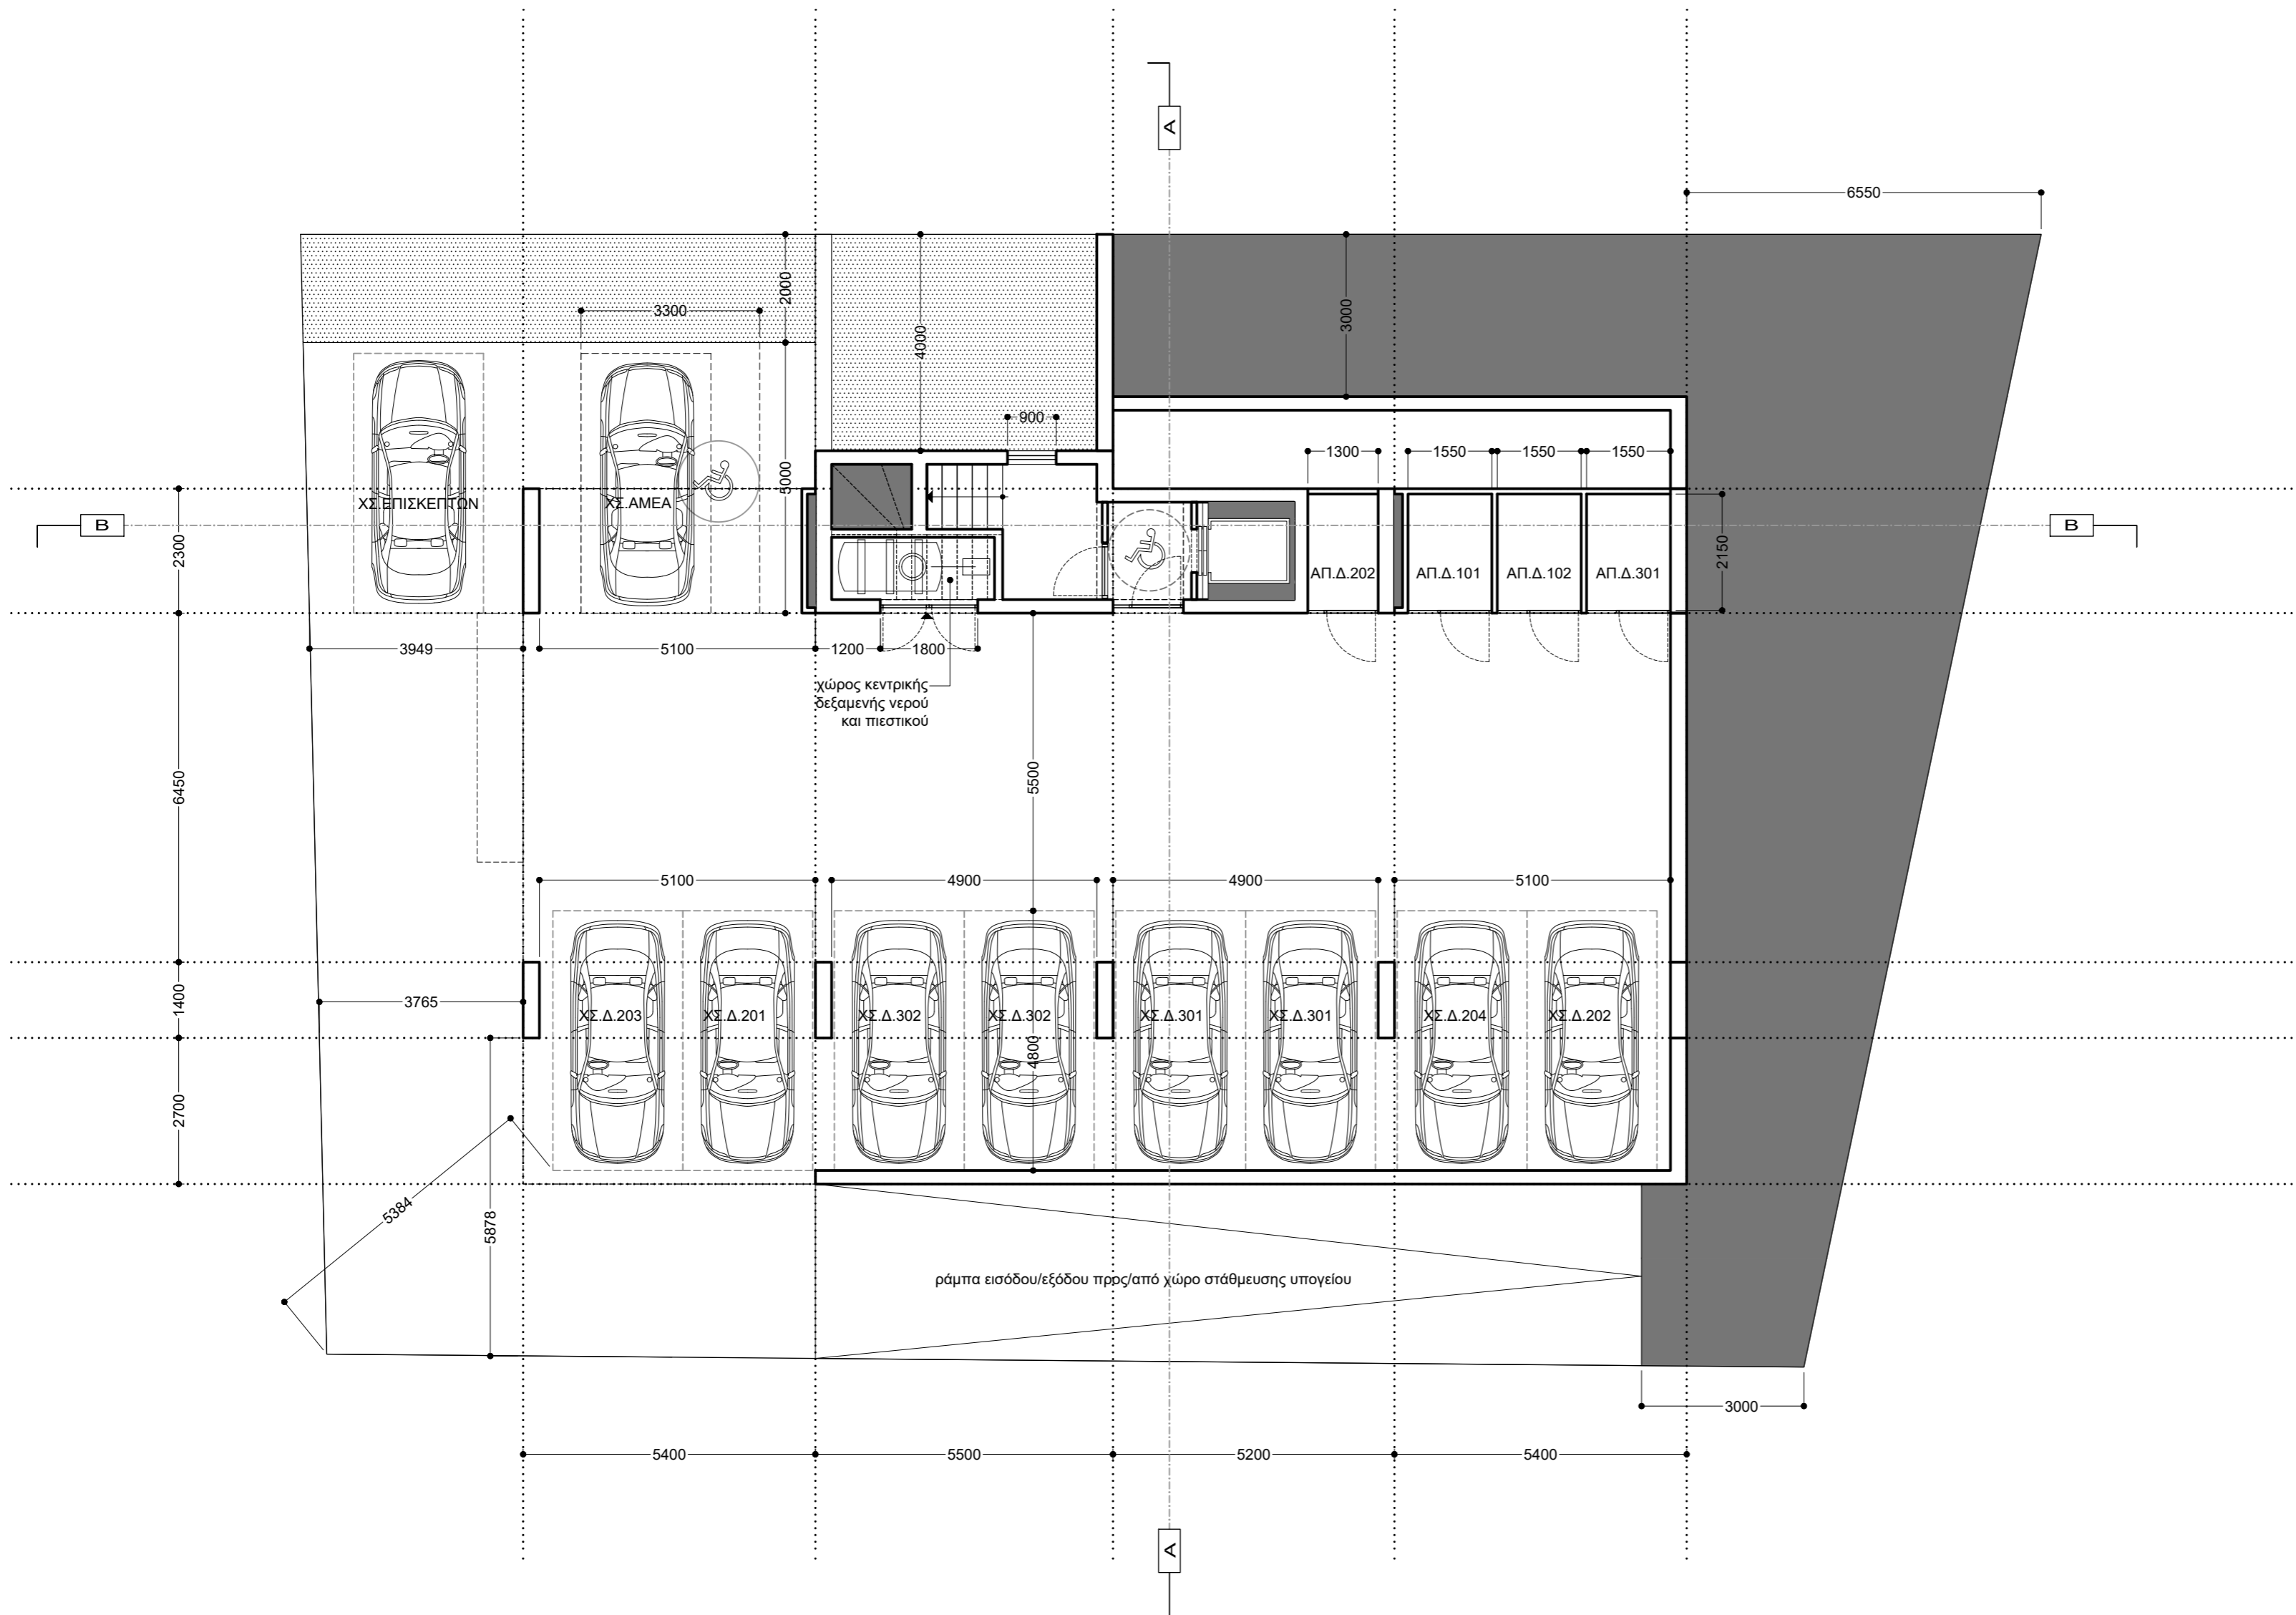 A
6550
2000
4000
3000
3300
900
1300
1550
1550
1550
5000
ΧΣ.ΕΠΙΣΚΕΠΤΩΝ
ΧΣ.ΑΜΕΑ
B
B
2300
2150
ΑΠ.Δ.202
ΑΠ.Δ.101
ΑΠ.Δ.102
ΑΠ.Δ.301
3949
5100
1200
1800
χώρος κεντρικής
δεξαμενής νερού
και πιεστικού
6450
5500
5100
4900
4900
5100
1400
3765
ΧΣ.Δ.203
ΧΣ.Δ.201
ΧΣ.Δ.302
ΧΣ.Δ.302
ΧΣ.Δ.301
ΧΣ.Δ.301
ΧΣ.Δ.204
ΧΣ.Δ.202
4800
2700
5384
5878
ράμπα εισόδου/εξόδου προς/από χώρο στάθμευσης υπογείου
3000
5400
5500
5200
5400
A